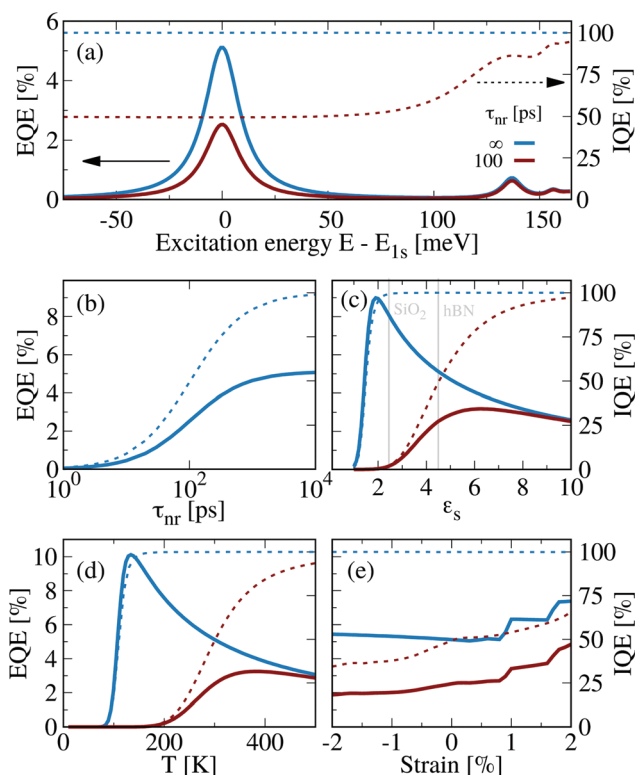 6
4
2
0
EQE [%]
(a)
τnr [ps]
∞
100
100
75
50
25
0
IQE [%]
-50 0 50 100 150
Excitation energy E - E1s [meV]
8
6
4
2
0
EQE [%]
(b)
10^0 10^2 10^4
τnr [ps]
(c)
SiO2
hBN
100
75
50
25
0
IQE [%]
2 4 6 8 10
εs
10
8
6
4
2
0
EQE [%]
(d)
0 200 400
T [K]
(e)
100
75
50
25
0
IQE [%]
-2 -1 0 1 2
Strain [%]